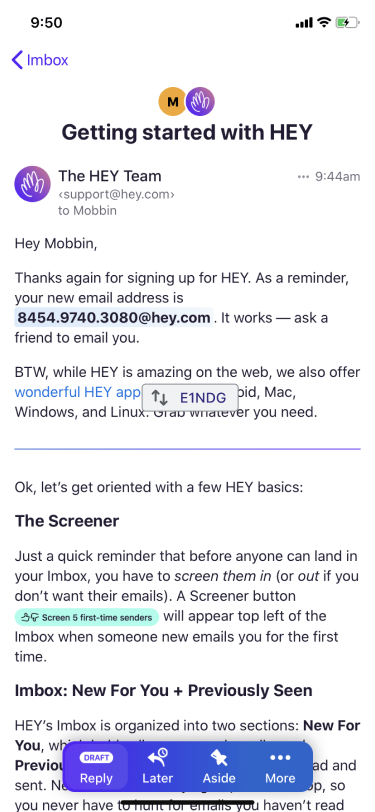 9:50
Imbox
M
Getting started with HEY
The HEY Team
··· 9:44am
<support@hey.com>
to Mobbin
Hey Mobbin,
Thanks again for signing up for HEY. As a reminder,
your new email address is
8454.9740.3080@hey.com. It works — ask a
friend to email you.
BTW, while HEY is amazing on the web, we also offer
wonderful HEY app
E1NDG
oid, Mac,
Windows, and Linux. Grab whatever you need.
Ok, let's get oriented with a few HEY basics:
The Screener
Just a quick reminder that before anyone can land in
your Imbox, you have to screen them in (or out if you
don't want their emails). A Screener button
Screen 5 first-time senders will appear top left of the
Imbox when someone new emails you for the first
time.
Imbox: New For You + Previously Seen
HEY's Imbox is organized into two sections: New For
You,
Previou
ad and
sent. Ne
op, so
you never have to hunt for emails you haven't read
DRAFT
Reply
Later
Aside
More